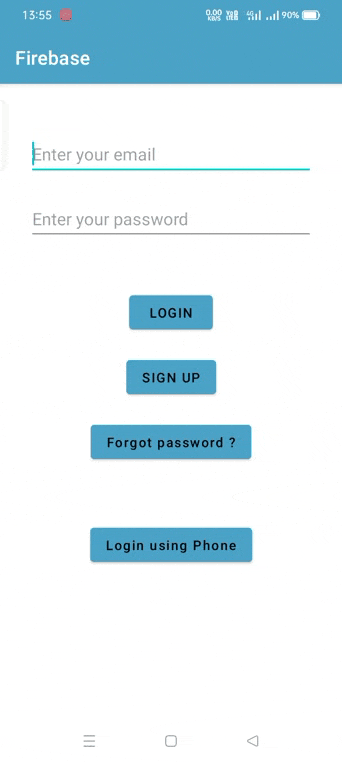 13:55 0.00 KB/S 4G 90%
Firebase
Enter your email
Enter your password
LOGIN
SIGN UP
Forgot password ?
Login using Phone